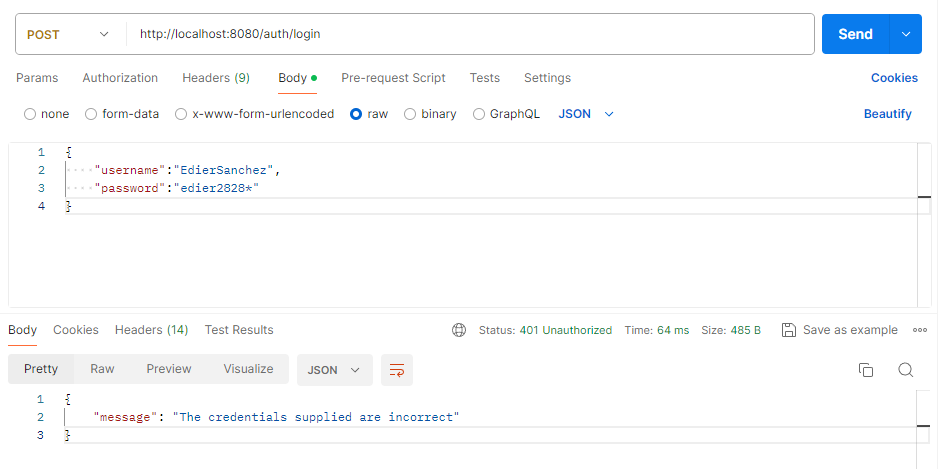 POST http://localhost:8080/auth/login Send
Params Authorization Headers (9) Body Pre-request Script Tests Settings Cookies
none form-data x-www-form-urlencoded raw binary GraphQL JSON Beautify
1 {
2 "username":"EdierSanchez",
3 "password":"edier2828*"
4 }
Body Cookies Headers (14) Test Results Status: 401 Unauthorized Time: 64 ms Size: 485 B Save as example
Pretty Raw Preview Visualize JSON
1 {
2 "message": "The credentials supplied are incorrect"
3 }